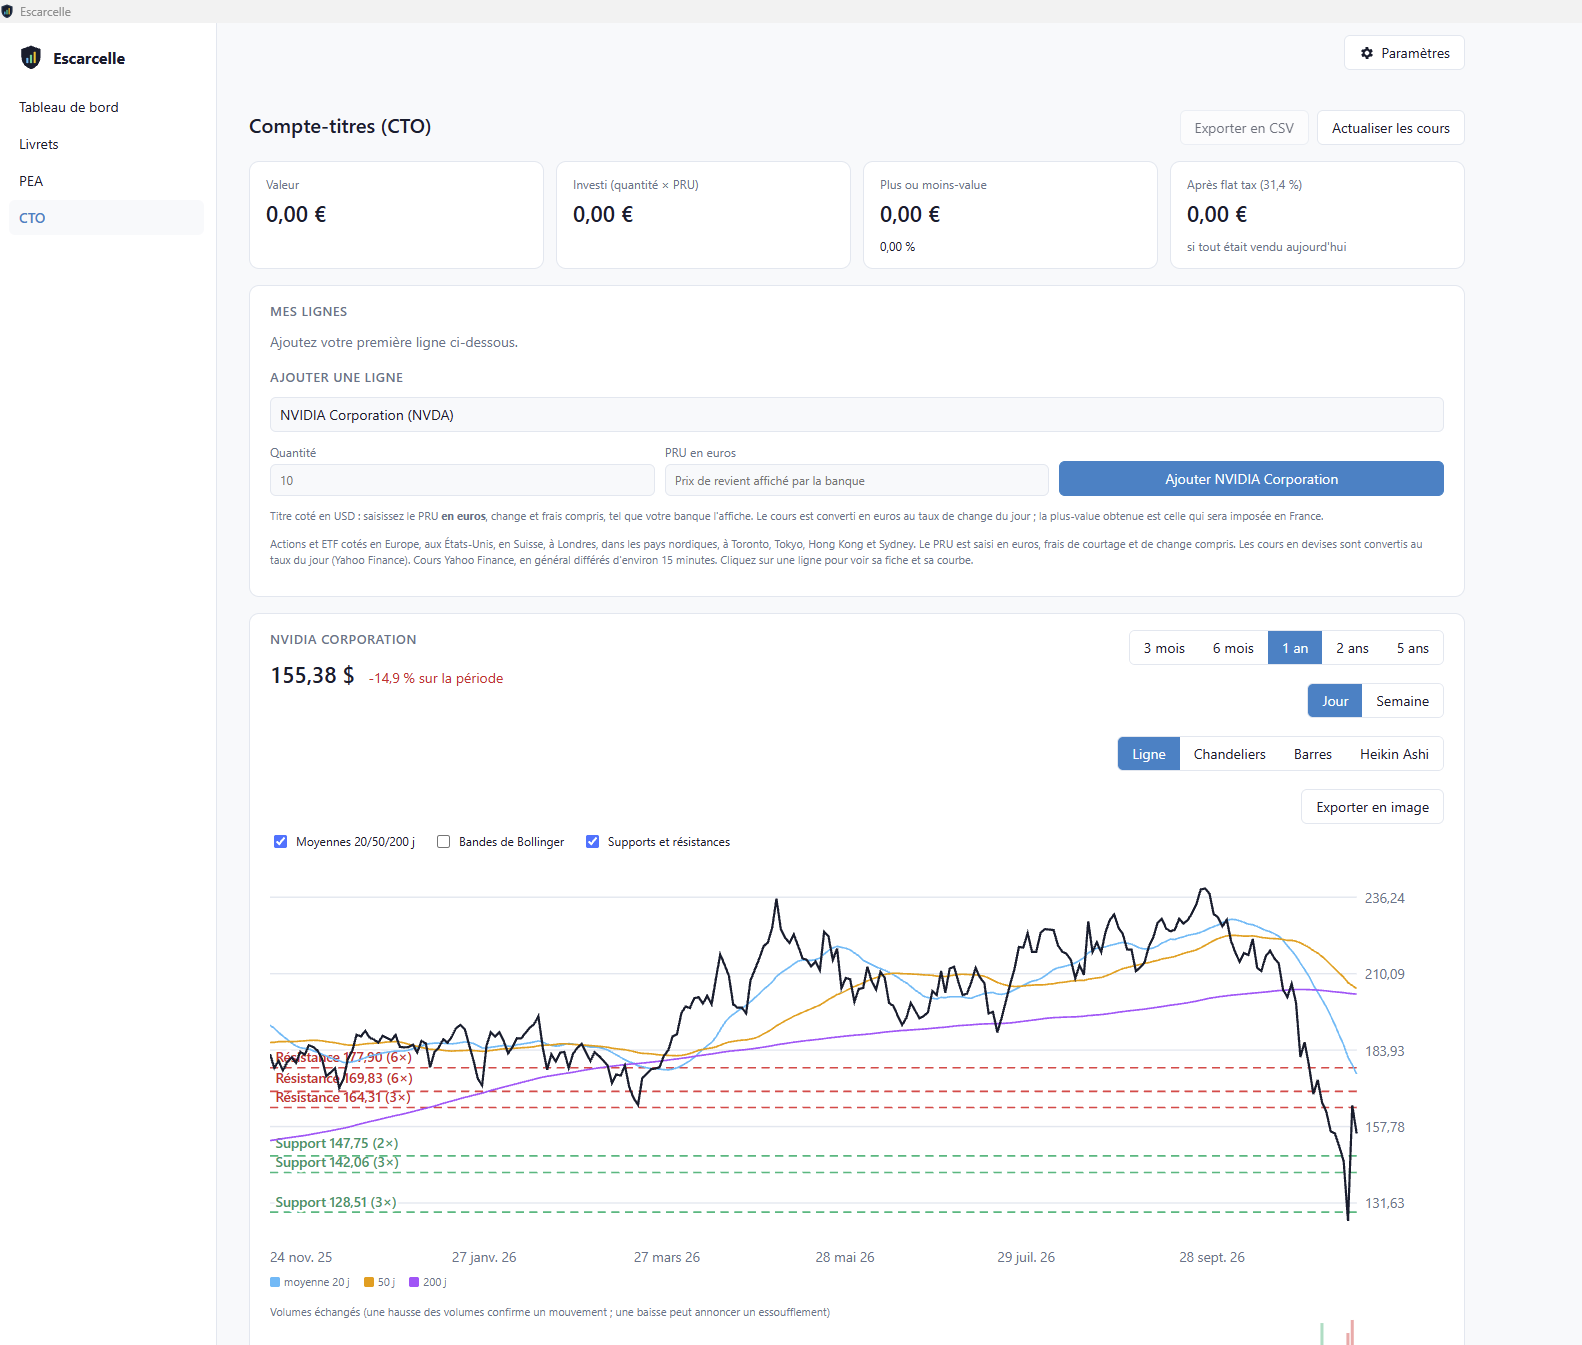 Escarcelle
Escarcelle
Paramètres
Tableau de bord
Livrets
PEA
CTO
Compte-titres (CTO)
Exporter en CSV
Actualiser les cours
Valeur
0,00 €
Investi (quantité × PRU)
0,00 €
Plus ou moins-value
0,00 €
0,00 %
Après flat tax (31,4 %)
0,00 €
si tout était vendu aujourd'hui
MES LIGNES
Ajoutez votre première ligne ci-dessous.
AJOUTER UNE LIGNE
NVIDIA Corporation (NVDA)
Quantité
10
PRU en euros
Prix de revient affiché par la banque
Ajouter NVIDIA Corporation
Titre coté en USD : saisissez le PRU en euros, change et frais compris, tel que votre banque l'affiche. Le cours est converti en euros au taux de change du jour ; la plus-value obtenue est celle qui sera imposée en France.
Actions et ETF cotés en Europe, aux États-Unis, en Suisse, à Londres, dans les pays nordiques, à Toronto, Tokyo, Hong Kong et Sydney. Le PRU est saisi en euros, frais de courtage et de change compris. Les cours en devises sont convertis au
taux du jour (Yahoo Finance). Cours Yahoo Finance, en général différés d'environ 15 minutes. Cliquez sur une ligne pour voir sa fiche et sa courbe.
NVIDIA CORPORATION
155,38 $ -14,9 % sur la période
3 mois 6 mois 1 an 2 ans 5 ans
Jour Semaine
Ligne Chandeliers Barres Heikin Ashi
Exporter en image
Moyennes 20/50/200 j Bandes de Bollinger Supports et résistances
236,24
210,09
183,93
157,78
131,63
Résistance 177,90 (6×)
Résistance 169,83 (6×)
Résistance 164,31 (3×)
Support 147,75 (2×)
Support 142,06 (3×)
Support 128,51 (3×)
24 nov. 25 27 janv. 26 27 mars 26 28 mai 26 29 juil. 26 28 sept. 26
moyenne 20 j 50 j 200 j
Volumes échangés (une hausse des volumes confirme un mouvement ; une baisse peut annoncer un essoufflement)